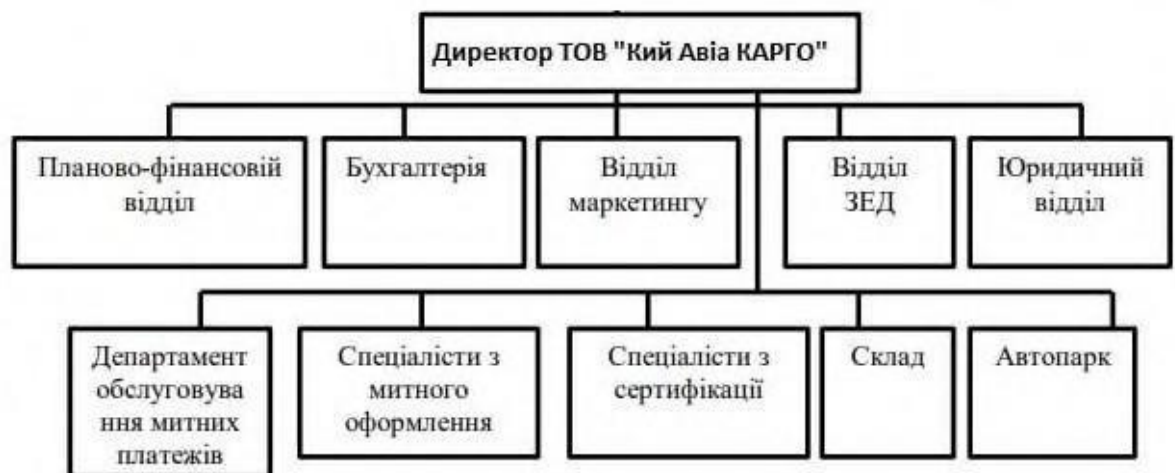 Директор ТОВ "Кий Авіа КАРГО"
Планово-фінансовій
відділ
Бухгалтерія
Відділ
маркетингу
Відділ
ЗЕД
Юридичний
відділ
Департамент
обслуговува
ння митних
платежів
Спеціалісти з
митного
оформлення
Спеціалісти з
сертифікації
Склад
Автопарк